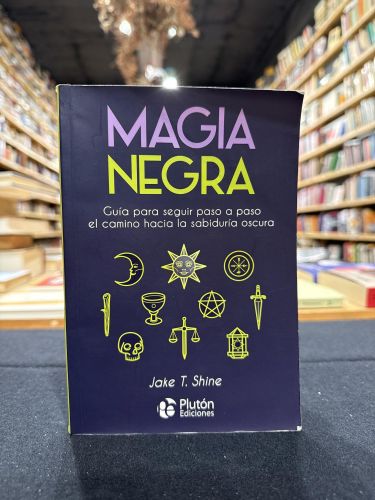 MAGIA
NEGRA
Guía para seguir paso a paso
el camino hacia la sabiduría oscura
Jake T. Shine
Plutón
Ediciones